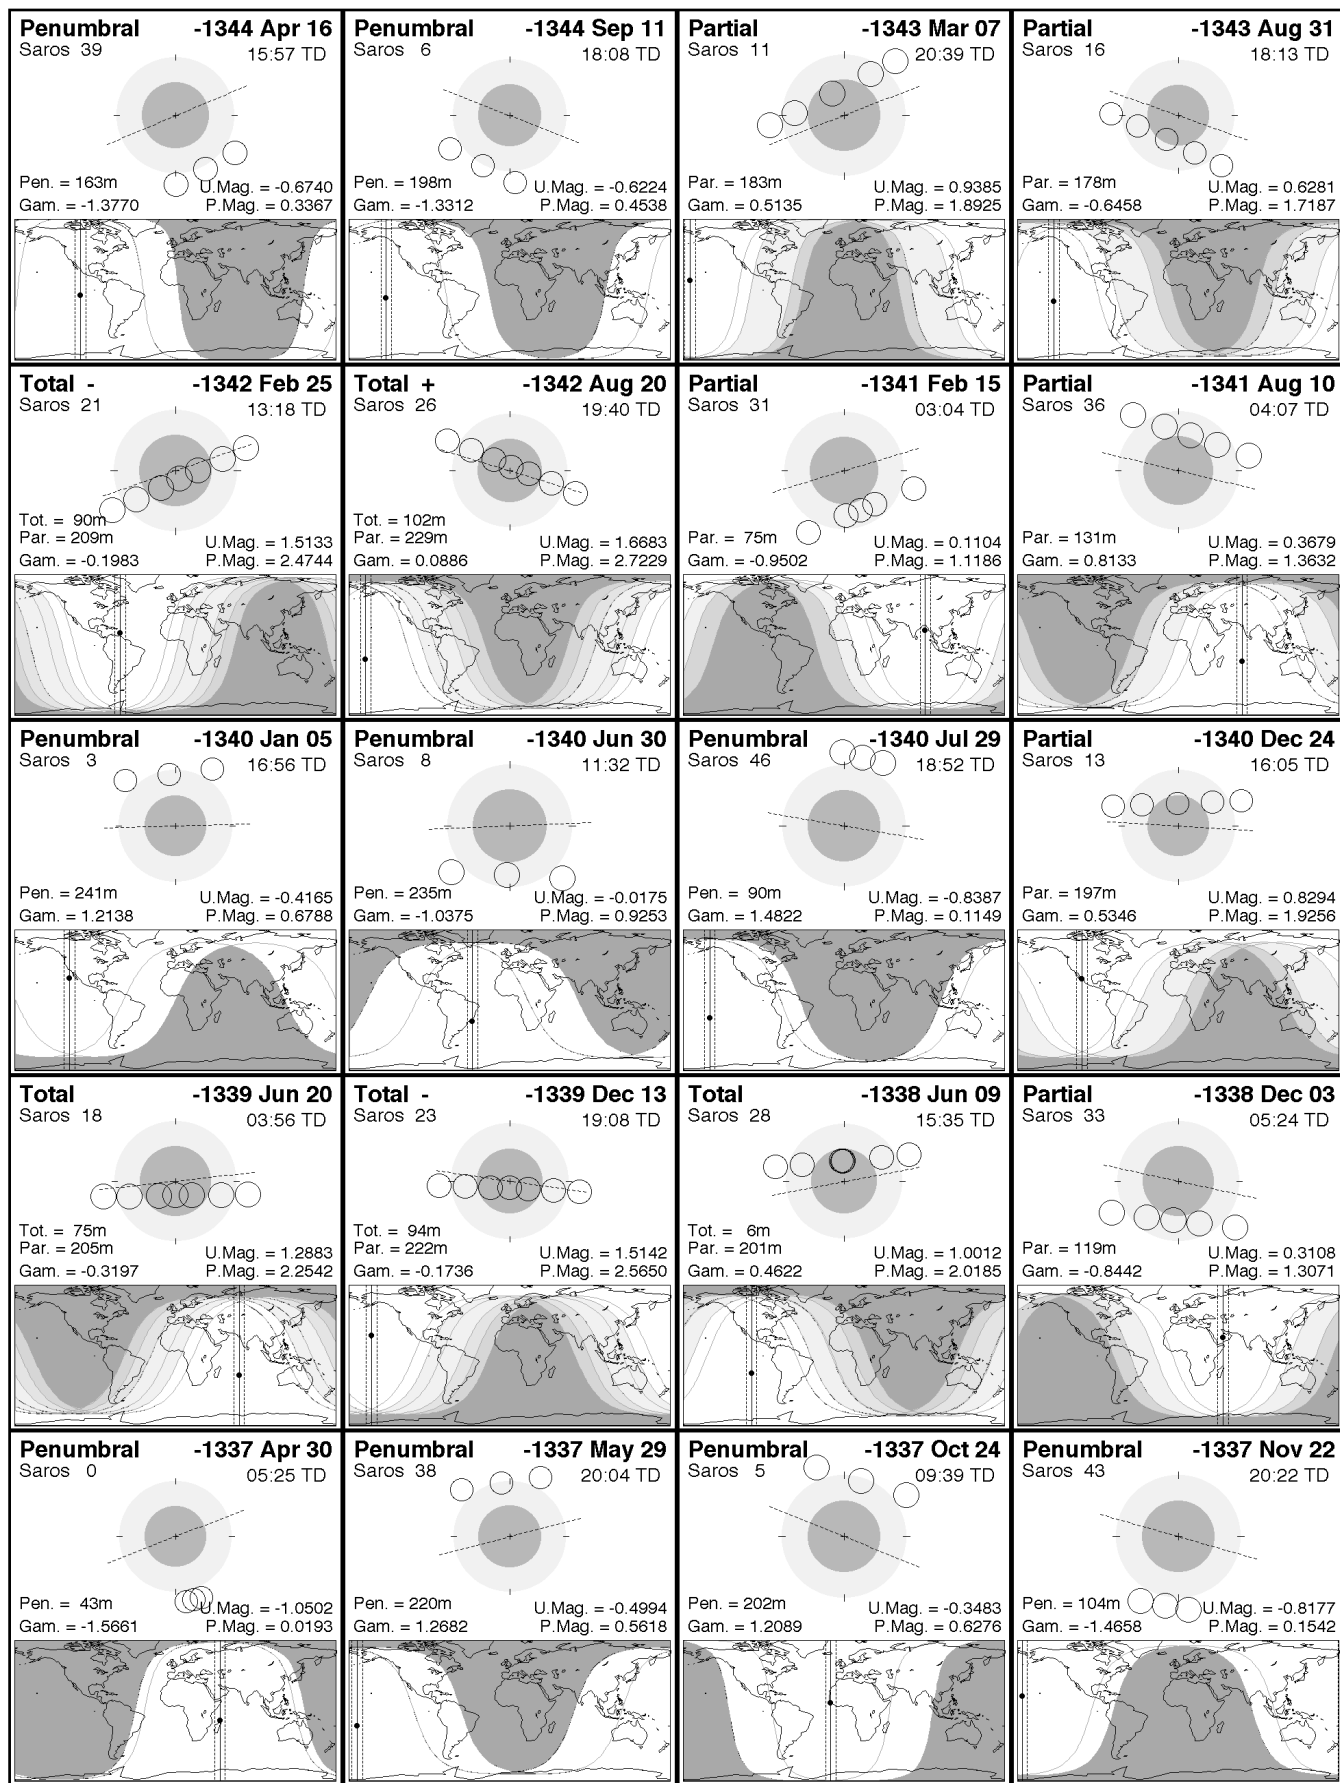 Penumbral -1344 Apr 16
Saros 39 15:57 TD
Pen. = 163m U.Mag. = -0.6740
Gam. = -1.3770 P.Mag. = 0.3367
Penumbral -1344 Sep 11
Saros 6 18:08 TD
Pen. = 198m U.Mag. = -0.6224
Gam. = -1.3312 P.Mag. = 0.4538
Partial -1343 Mar 07
Saros 11 20:39 TD
Par. = 183m U.Mag. = 0.9385
Gam. = 0.5135 P.Mag. = 1.8925
Partial -1343 Aug 31
Saros 16 18:13 TD
Par. = 178m U.Mag. = 0.6281
Gam. = -0.6458 P.Mag. = 1.7187
Total - -1342 Feb 25
Saros 21 13:18 TD
Tot. = 90m
Par. = 209m U.Mag. = 1.5133
Gam. = -0.1983 P.Mag. = 2.4744
Total + -1342 Aug 20
Saros 26 19:40 TD
Tot. = 102m
Par. = 229m U.Mag. = 1.6683
Gam. = 0.0886 P.Mag. = 2.7229
Partial -1341 Feb 15
Saros 31 03:04 TD
Par. = 75m U.Mag. = 0.1104
Gam. = -0.9502 P.Mag. = 1.1186
Partial -1341 Aug 10
Saros 36 04:07 TD
Par. = 131m U.Mag. = 0.3679
Gam. = 0.8133 P.Mag. = 1.3632
Penumbral -1340 Jan 05
Saros 3 16:56 TD
Pen. = 241m U.Mag. = -0.4165
Gam. = 1.2138 P.Mag. = 0.6788
Penumbral -1340 Jun 30
Saros 8 11:32 TD
Pen. = 235m U.Mag. = -0.0175
Gam. = -1.0375 P.Mag. = 0.9253
Penumbral -1340 Jul 29
Saros 46 18:52 TD
Pen. = 90m U.Mag. = -0.8387
Gam. = 1.4822 P.Mag. = 0.1149
Partial -1340 Dec 24
Saros 13 16:05 TD
Par. = 197m U.Mag. = 0.8294
Gam. = 0.5346 P.Mag. = 1.9256
Total -1339 Jun 20
Saros 18 03:56 TD
Tot. = 75m
Par. = 205m U.Mag. = 1.2883
Gam. = -0.3197 P.Mag. = 2.2542
Total - -1339 Dec 13
Saros 23 19:08 TD
Tot. = 94m
Par. = 222m U.Mag. = 1.5142
Gam. = -0.1736 P.Mag. = 2.5650
Total -1338 Jun 09
Saros 28 15:35 TD
Tot. = 6m
Par. = 201m U.Mag. = 1.0012
Gam. = 0.4622 P.Mag. = 2.0185
Partial -1338 Dec 03
Saros 33 05:24 TD
Par. = 119m U.Mag. = 0.3108
Gam. = -0.8442 P.Mag. = 1.3071
Penumbral -1337 Apr 30
Saros 0 05:25 TD
Pen. = 43m U.Mag. = -1.0502
Gam. = -1.5661 P.Mag. = 0.0193
Penumbral -1337 May 29
Saros 38 20:04 TD
Pen. = 220m U.Mag. = -0.4994
Gam. = 1.2682 P.Mag. = 0.5618
Penumbral -1337 Oct 24
Saros 5 09:39 TD
Pen. = 202m U.Mag. = -0.3483
Gam. = 1.2089 P.Mag. = 0.6276
Penumbral -1337 Nov 22
Saros 43 20:22 TD
Pen. = 104m U.Mag. = -0.8177
Gam. = -1.4658 P.Mag. = 0.1542